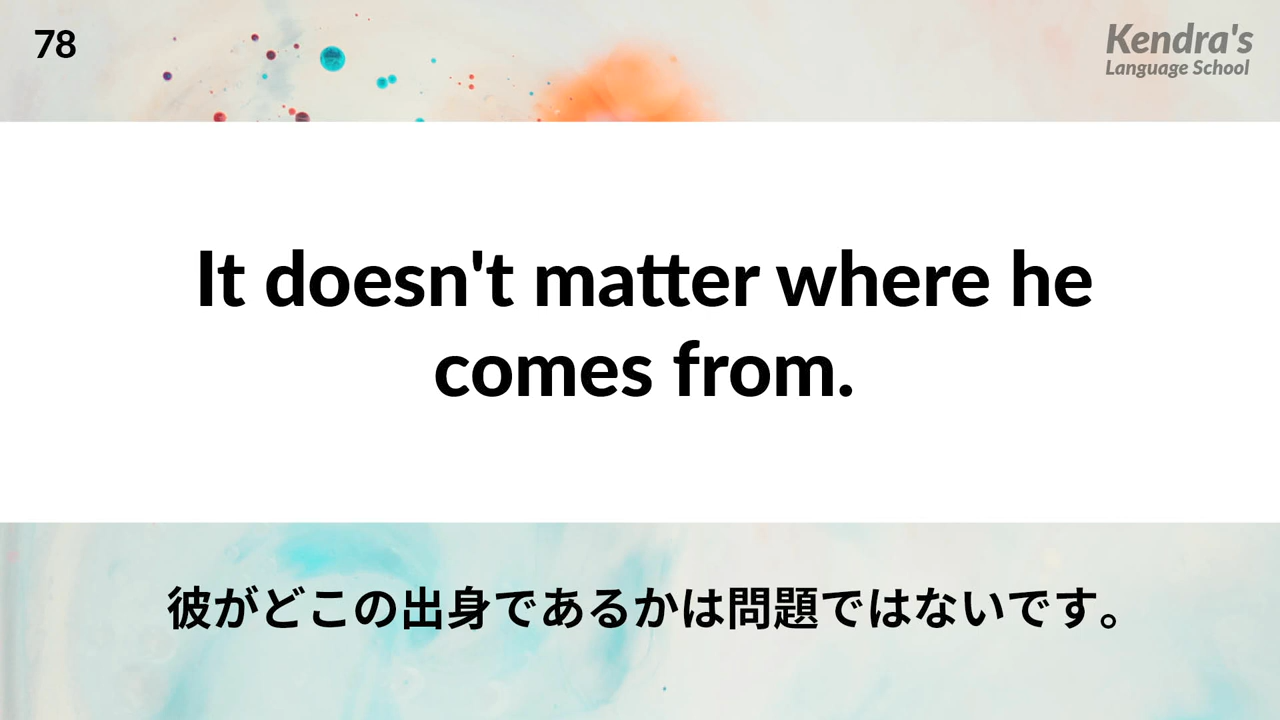 78
Kendra's
Language School
It doesn't matter where he
comes from.
彼がどこの出身であるかは問題ではないです。